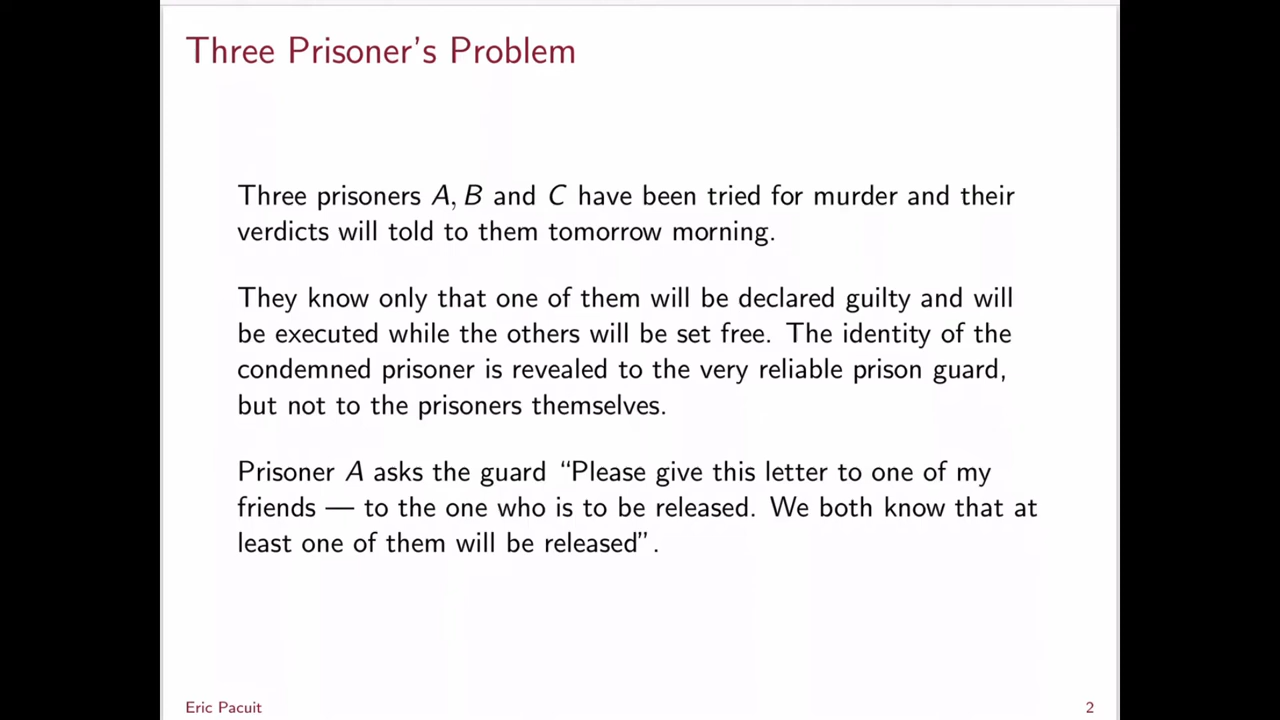 Three Prisoner's Problem
Three prisoners A, B and C have been tried for murder and their
verdicts will told to them tomorrow morning.
They know only that one of them will be declared guilty and will
be executed while the others will be set free. The identity of the
condemned prisoner is revealed to the very reliable prison guard,
but not to the prisoners themselves.
Prisoner A asks the guard “Please give this letter to one of my
friends — to the one who is to be released. We both know that at
least one of them will be released”.
Eric Pacuit
2